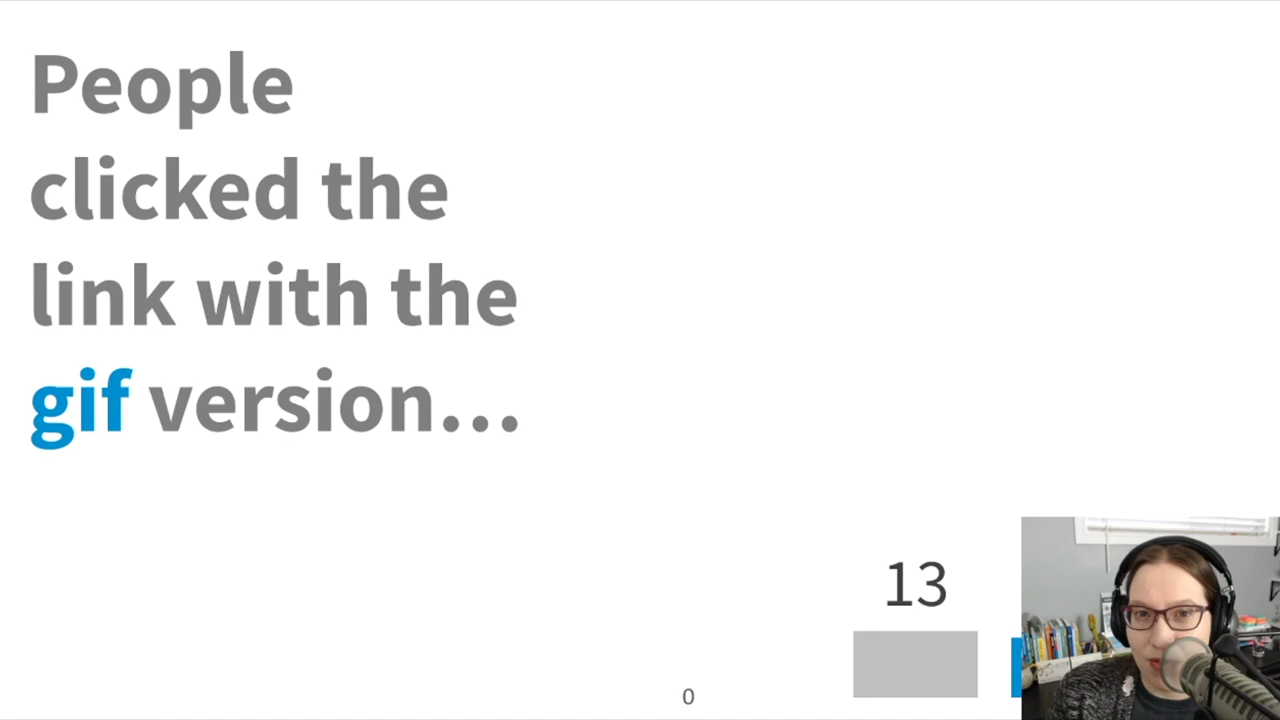 People
clicked the
link with the
gif version...
13
0